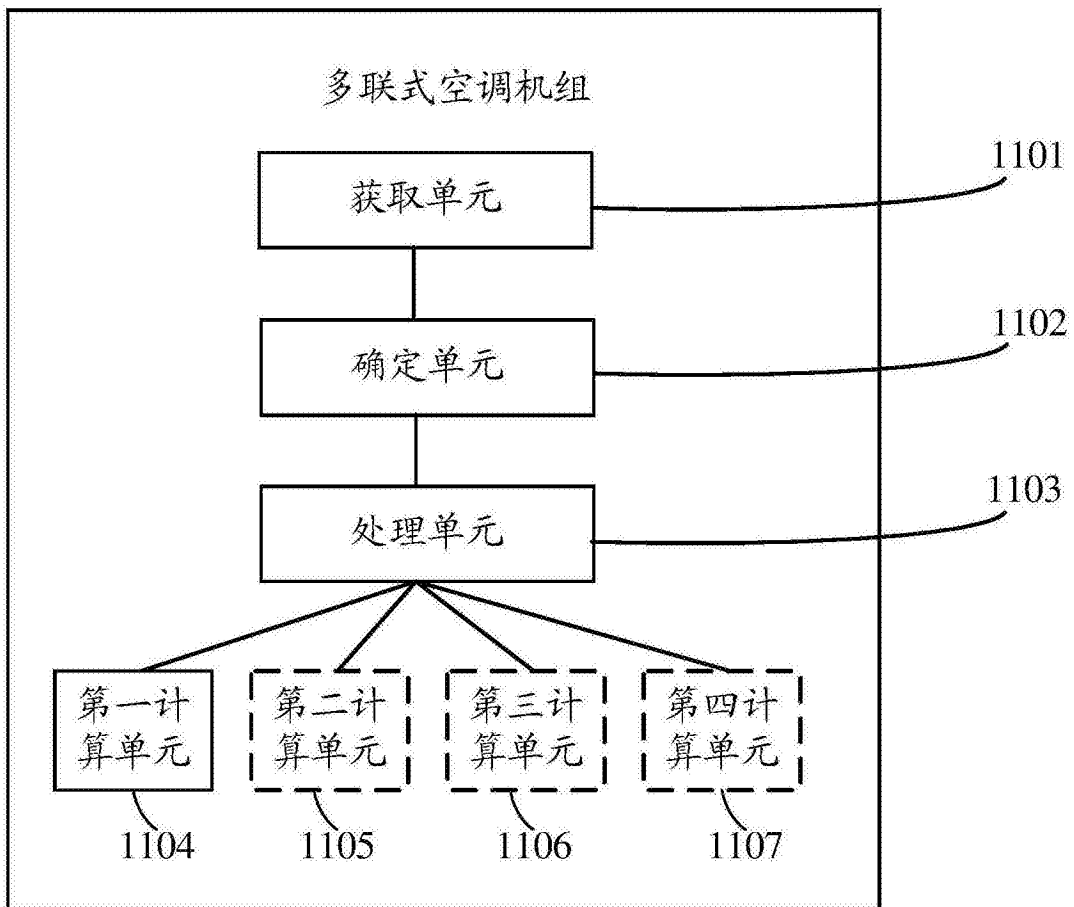 多联式空调机组
获取单元
1101
确定单元
1102
处理单元
1103
第一计
算单元
第二计
算单元
第三计
算单元
第四计
算单元
1104
1105
1106
1107